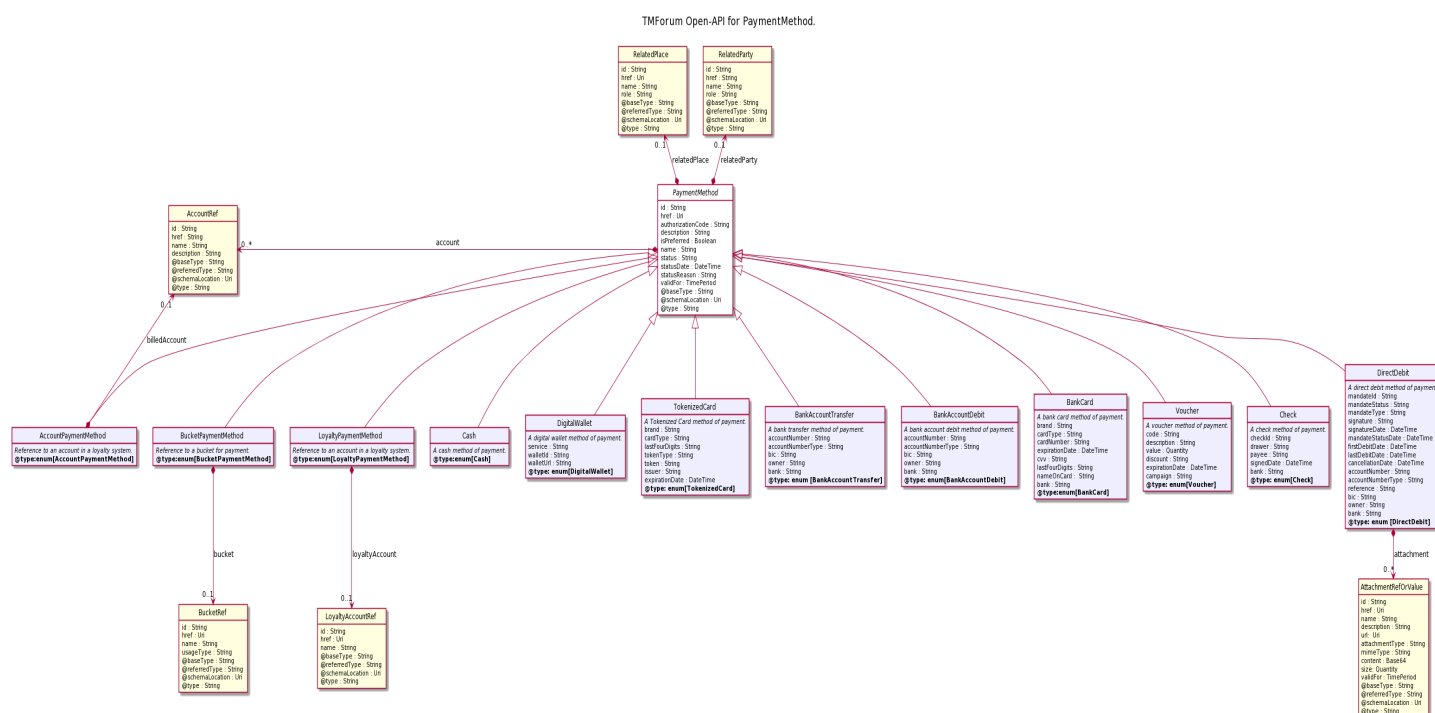 TMForum Open-API for PaymentMethod.
RelatedPlace
id : String
href : Uri
name : String
role : String
@baseType : String
@referredType : String
@schemaLocation : Uri
@type : String
RelatedParty
id : String
href : String
name : String
role : String
@baseType : String
@referredType : String
@schemaLocation : Uri
@type : String
0..1
0..1
relatedPlace
relatedParty
PaymentMethod
id : String
href : Uri
authorizationCode : String
description : String
isPreferred : Boolean
name : String
status : String
statusDate : DateTime
statusReason : String
validFor : TimePeriod
@baseType : String
@schemaLocation : Uri
@type : String
AccountRef
id : String
href : String
name : String
description : String
@baseType : String
@referredType : String
@schemaLocation : Uri
@type : String
0..*
account
0..1
billedAccount
AccountPaymentMethod
Reference to an account in a loyalty system.
@type:enum[AccountPaymentMethod]
BucketPaymentMethod
Reference to a bucket for payment.
@type:enum[BucketPaymentMethod]
LoyaltyPaymentMethod
Reference to an account in a loyalty system.
@type:enum[LoyaltyPaymentMethod]
Cash
A cash method of payment.
@type:enum[Cash]
DigitalWallet
A digital wallet method of payment.
service : String
walletId : String
walletUri : String
@type: enum[DigitalWallet]
TokenizedCard
A Tokenized Card method of payment.
brand : String
cardType : String
lastFourDigits : String
tokenType : String
token : String
issuer : String
expirationDate : DateTime
@type: enum[TokenizedCard]
BankAccountTransfer
A bank transfer method of payment.
accountNumber : String
accountNumberType : String
bic : String
owner : String
bank : String
@type: enum [BankAccountTransfer]
BankAccountDebit
A bank account debit method of payment.
accountNumber : String
accountNumberType : String
bic : String
owner : String
bank : String
@type: enum[BankAccountDebit]
BankCard
A bank card method of payment.
brand : String
cardType : String
cardNumber : String
expirationDate : DateTime
cvv : String
lastFourDigits : String
nameOnCard : String
bank : String
@type:enum[BankCard]
Voucher
A voucher method of payment.
code : String
description : String
value : Quantity
discount : String
expirationDate : DateTime
campaign : String
@type: enum[Voucher]
Check
A check method of payment.
checkId : String
drawer : String
payee : String
signedDate : DateTime
bank : String
@type: enum[Check]
DirectDebit
A direct debit method of paymen
mandateId : String
mandateStatus : String
mandateType : String
signature : String
signatureDate : DateTime
mandateStatusDate : DateTime
firstDebitDate : DateTime
lastDebitDate : DateTime
cancellationDate : DateTime
accountNumber : String
accountNumberType : String
reference : String
bic : String
owner : String
bank : String
@type: enum [DirectDebit]
bucket
0..1
loyaltyAccount
0..1
attachment
0..*
BucketRef
id : String
href : Uri
name : String
usageType : String
@baseType : String
@referredType : String
@schemaLocation : Uri
@type : String
LoyaltyAccountRef
id : String
href : Uri
name : String
@baseType : String
@referredType : String
@schemaLocation : Uri
@type : String
AttachmentRefOrValue
id : String
href : Uri
name : String
description : String
url: Uri
attachmentType : String
mimeType : String
content : Base64
size: Quantity
validFor : TimePeriod
@baseType : String
@referredType : String
@schemaLocation : Uri
@type : String